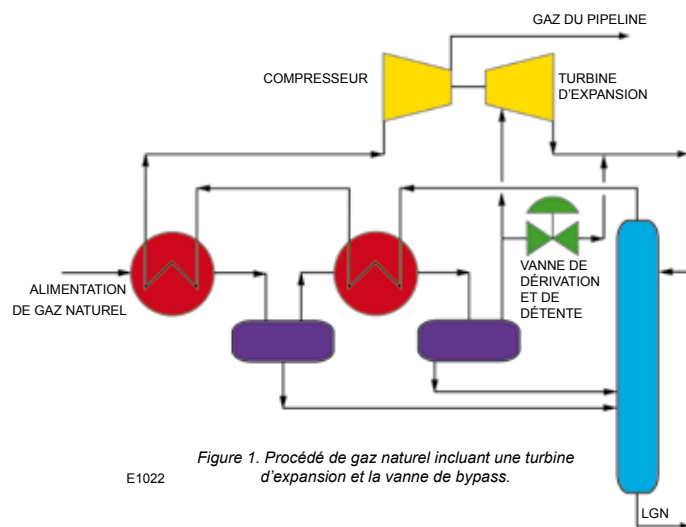 GAZ DU PIPELINE
COMPRESSEUR
TURBINE
D'EXPANSION
ALIMENTATION
DE GAZ NATUREL
VANNE DE
DÉRIVATION
ET DE
DÉTENTE
Figure 1. Procédé de gaz naturel incluant une turbine
d'expansion et la vanne de bypass.
E1022
LGN